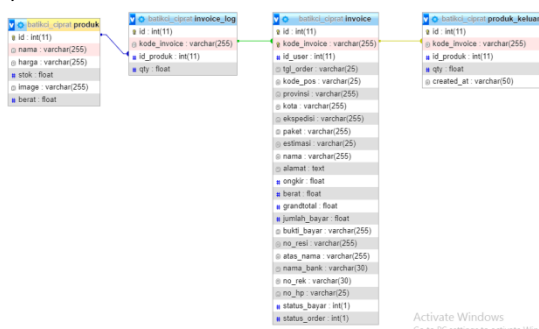 batikci_ciprat produk
id : int(11)
nama : varchar(255)
harga : varchar(255)
stok : float
image : varchar(255)
berat : float
batikci_ciprat invoice_log
id : int(11)
kode_invoice : varchar(255)
id_produk : int(11)
qty : float
batikci_ciprat invoice
id : int(11)
kode_invoice : varchar(255)
id_user : int(11)
tgl_order : varchar(25)
kode_pos : varchar(25)
provinsi : varchar(255)
kota : varchar(255)
ekspedisi : varchar(255)
paket : varchar(255)
estimasi : varchar(25)
nama : varchar(255)
alamat : text
ongkir : float
berat : float
grandtotal : float
jumlah_bayar : float
bukti_bayar : varchar(255)
no_resi : varchar(255)
atas_nama : varchar(255)
nama_bank : varchar(30)
no_rek : varchar(30)
no_hp : varchar(25)
status_bayar : int(1)
status_order : int(1)
batikci_ciprat produk_keluar
id : int(11)
kode_invoice : varchar(255)
id_produk : int(11)
qty : float
created_at : varchar(50)
Activate Windows